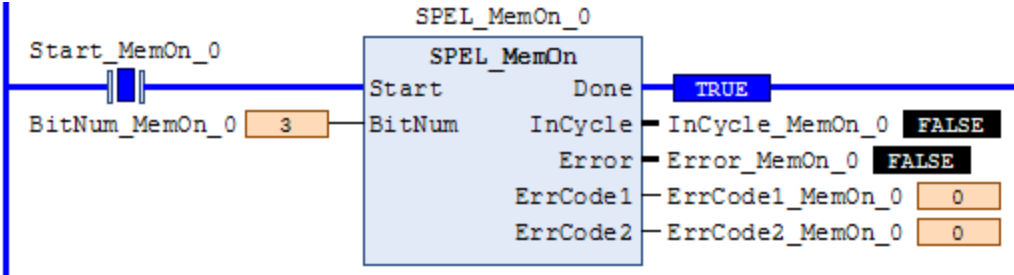 SPEL_MemOn_0
Start_MemOn_0 SPEL_MemOn
Start Done TRUE
BitNum_MemOn_0 3 BitNum InCycle InCycle_MemOn_0 FALSE
Error Error_MemOn_0 FALSE
ErrCode1 ErrCode1_MemOn_0 0
ErrCode2 ErrCode2_MemOn_0 0